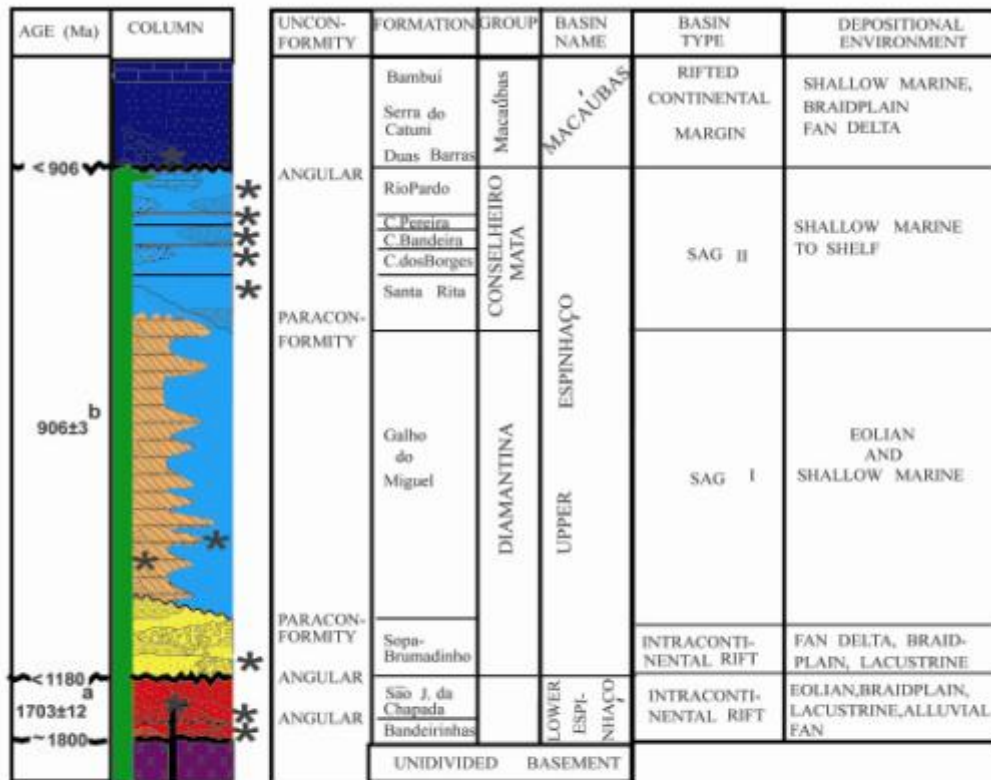 AGE (Ma)
COLUMN
UNCON-
FORMITY
FORMATION
GROUP
BASIN
NAME
BASIN
TYPE
DEPOSITIONAL
ENVIRONMENT
<906
906±3 b
<1180
a
1703±12
~1800
ANGULAR
PARACON-
FORMITY
PARACON-
FORMITY
ANGULAR
ANGULAR
Bambuí
Serra do
Catuni
Duas Barras
RioPardo
C.Pereira
C.Bandeira
C.dosBorges
Santa Rita
Galho
do
Miguel
Sopa-
Brumadinho
São J. da
Chapada
Bandeirinhas
UNIDIVIDED BASEMENT
Macaúbas
CONSELHEIRO
MATA
DIAMANTINA
MACAÚBAS
UPPER ESPINHAÇO
LOWER
ESPI-
NHAÇO
RIFTED
CONTINENTAL
MARGIN
SAG II
SAG I
INTRACONTI-
NENTAL RIFT
INTRACONTI-
NENTAL RIFT
SHALLOW MARINE,
BRAIDPLAIN
FAN DELTA
SHALLOW MARINE
TO SHELF
EOLIAN
AND
SHALLOW MARINE
FAN DELTA, BRAID-
PLAIN, LACUSTRINE
EOLIAN,BRAIDPLAIN,
LACUSTRINE,ALLUVIAL
FAN